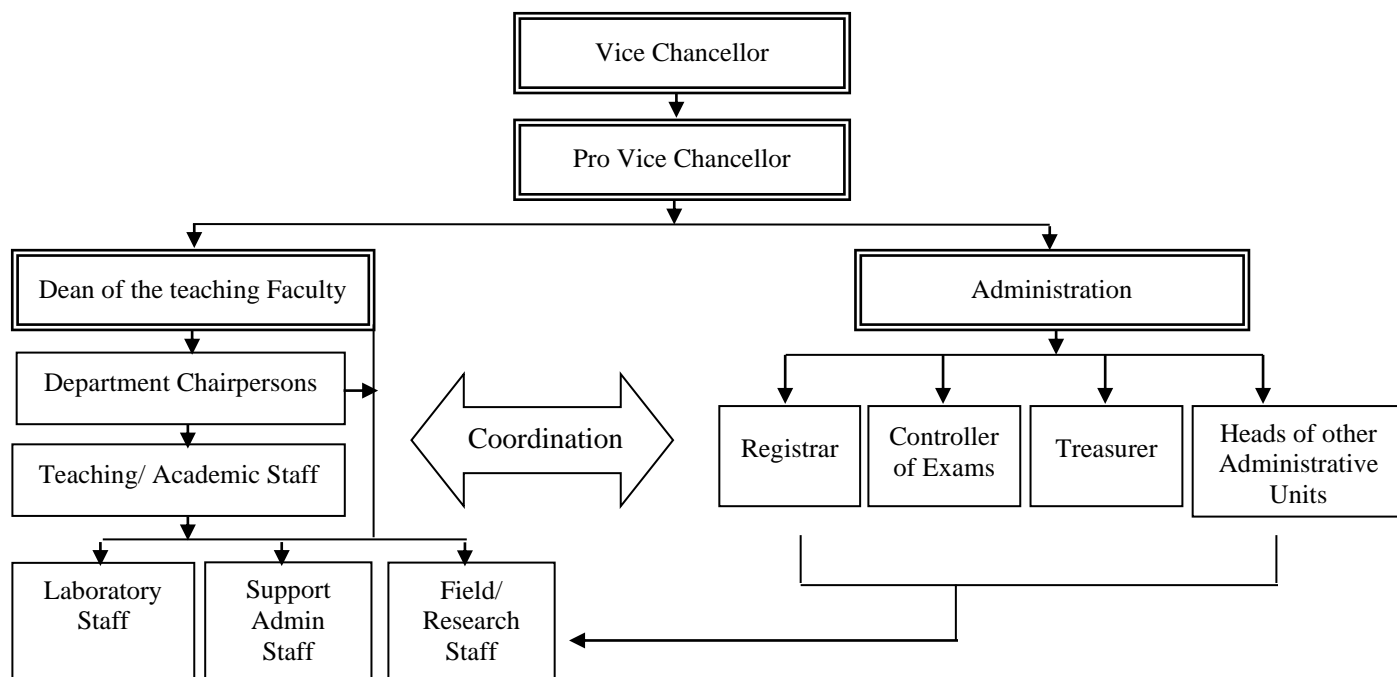 Vice Chancellor
Pro Vice Chancellor
Dean of the teaching Faculty
Administration
Department Chairpersons
Coordination
Registrar
Controller
of Exams
Treasurer
Heads of other
Administrative
Units
Teaching/ Academic Staff
Laboratory
Staff
Support
Admin
Staff
Field/
Research
Staff